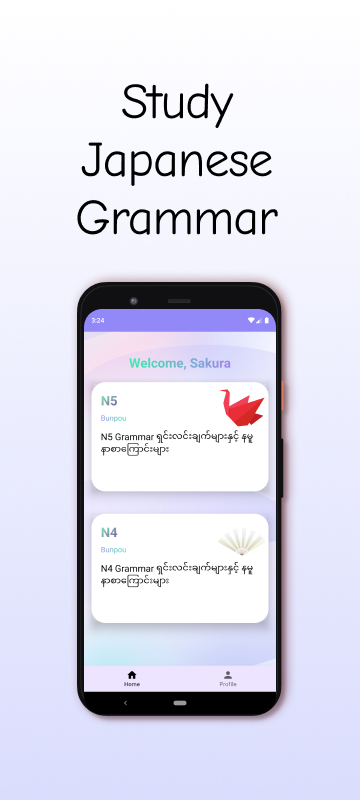 Study
Japanese
Grammar
3:24
Welcome, Sakura
N5
Bunpou
N5 Grammar ရှင်းလင်းချက်များနှင့် နမူ
နာစာကြောင်းများ
N4
Bunpou
N4 Grammar ရှင်းလင်းချက်များနှင့် နမူ
နာစာကြောင်းများ
Home
Profile